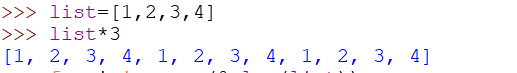 >>> list=[1,2,3,4]
>>> list*3
[1, 2, 3, 4, 1, 2, 3, 4, 1, 2, 3, 4]